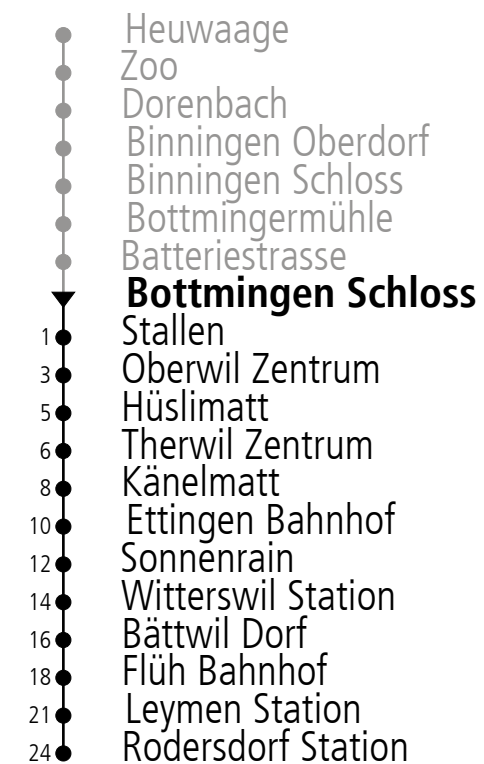 Heuwaage
Zoo
Dorenbach
Binningen Oberdorf
Binningen Schloss
Bottmingermühle
Batteriestrasse
Bottmingen Schloss
1 Stallen
3 Oberwil Zentrum
5 Hüslimatt
6 Therwil Zentrum
8 Känelmatt
10 Ettingen Bahnhof
12 Sonnenrain
14 Witterswil Station
16 Bättwil Dorf
18 Flüh Bahnhof
21 Leymen Station
24 Rodersdorf Station